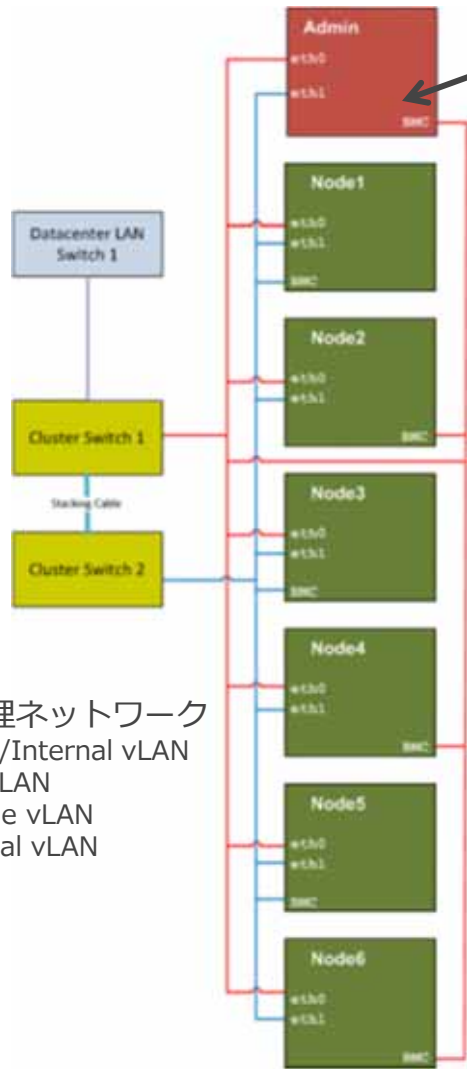 Admin
eth0
eth1
BMC
Node1
eth0
eth1
BMC
Node2
eth0
eth1
BMC
Node3
eth0
eth1
BMC
Node4
eth0
eth1
BMC
Node5
eth0
eth1
BMC
Node6
eth0
eth1
BMC
Datacenter LAN
Switch 1
Cluster Switch 1
Stacking Cable
Cluster Switch 2
理ネットワーク
/Internal vLAN
LAN
e vLAN
al vLAN